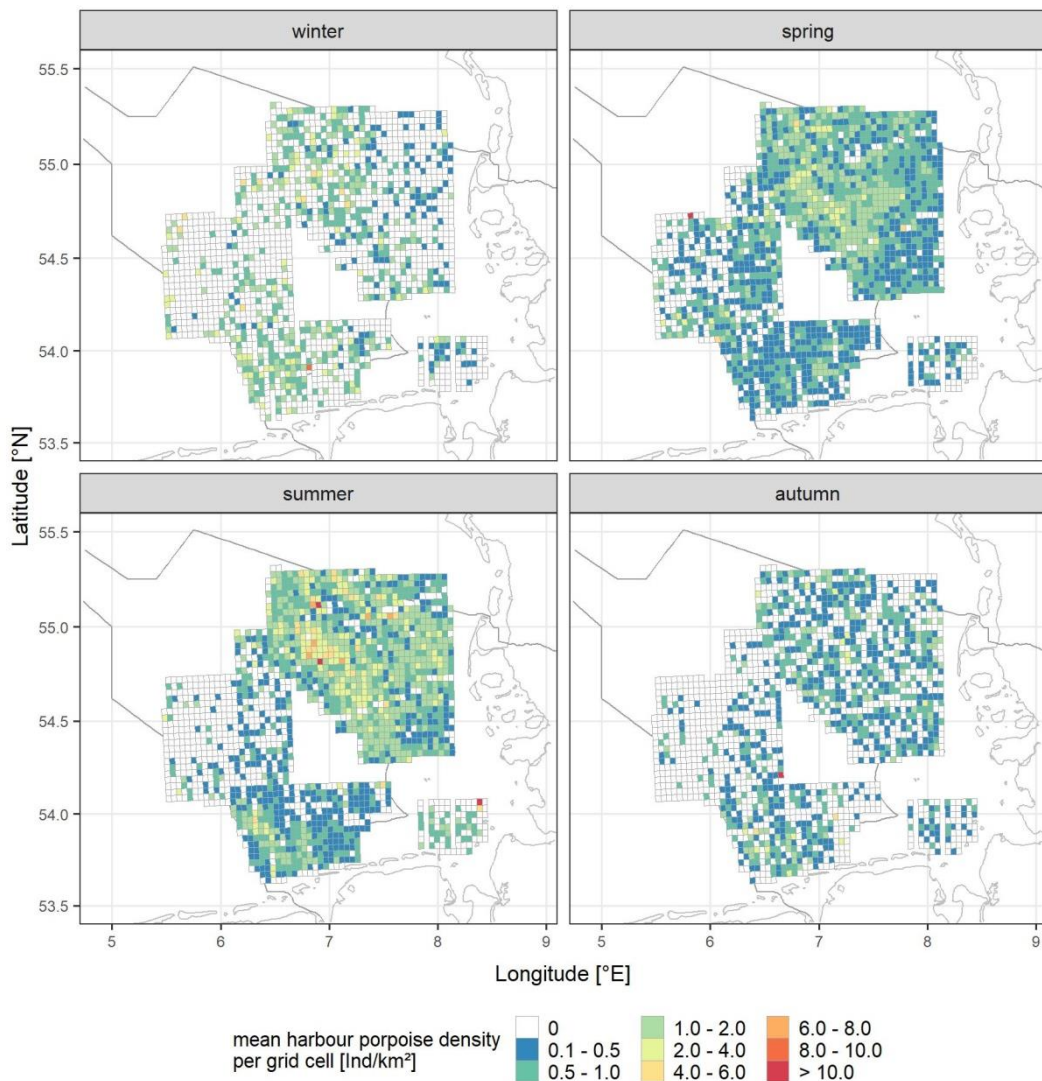 winter
spring
55.5
55.0
54.5
54.0
53.5
summer
autumn
55.5
55.0
54.5
54.0
53.5
Latitude [°N]
5 6 7 8 9
5 6 7 8 9
Longitude [°E]
mean harbour porpoise density
per grid cell [Ind/km²]
0
0.1 - 0.5
0.5 - 1.0
1.0 - 2.0
2.0 - 4.0
4.0 - 6.0
6.0 - 8.0
8.0 - 10.0
> 10.0